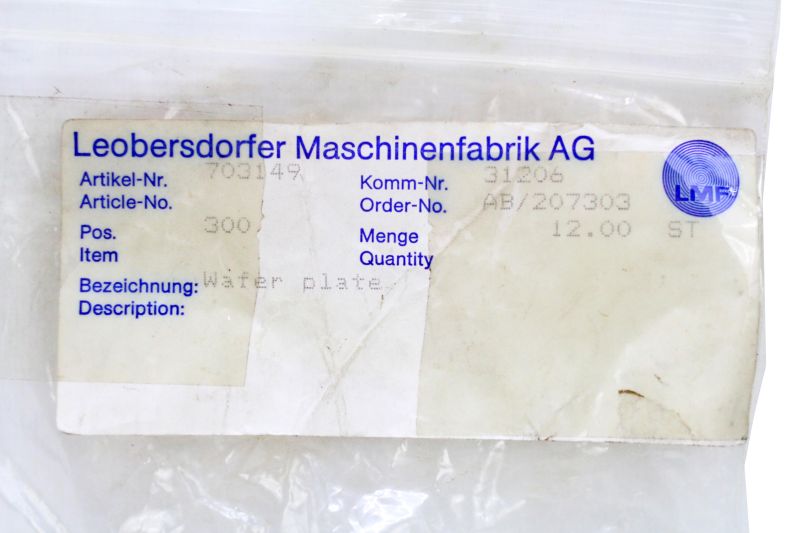 Leobersdorfer Maschinenfabrik AG
LMF
Artikel-Nr. 703149
Article-No.
Komm-Nr. 31206
Order-No. AB/207303
Pos. 300
Item
Menge 12.00 ST
Quantity
Bezeichnung: Wafer plate
Description: